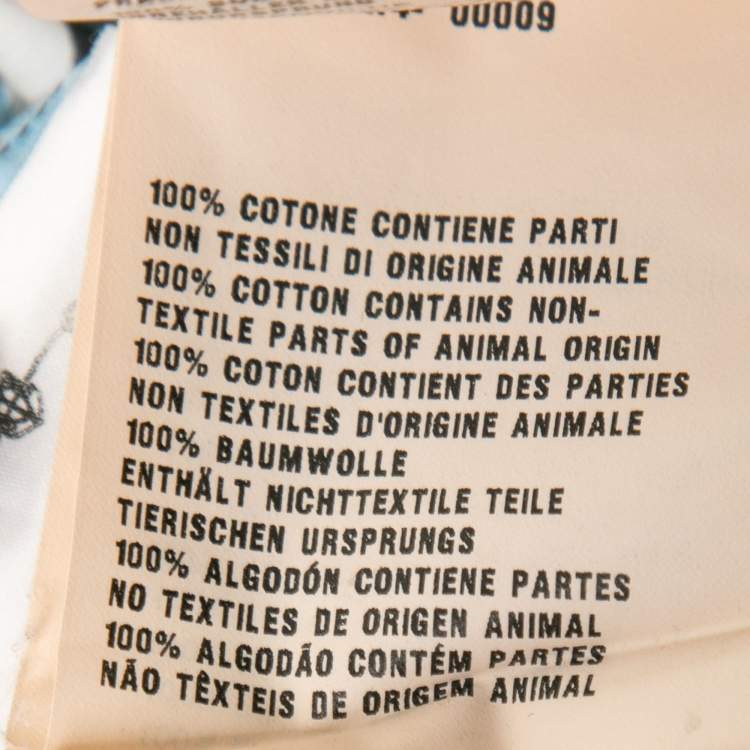 00009
100% COTONE CONTIENE PARTI
NON TESSILI DI ORIGINE ANIMALE
100% COTTON CONTAINS NON-
TEXTILE PARTS OF ANIMAL ORIGIN
100% COTON CONTIENT DES PARTIES
NON TEXTILES D'ORIGINE ANIMALE
100% BAUMWOLLE
ENTHÄLT NICHTTEXTILE TEILE
TIERISCHEN URSPRUNGS
100% ALGODÓN CONTIENE PARTES
NO TEXTILES DE ORIGEN ANIMAL
100% ALGODÃO CONTÉM PARTES
NÃO TÊXTEIS DE ORIGEM ANIMAL